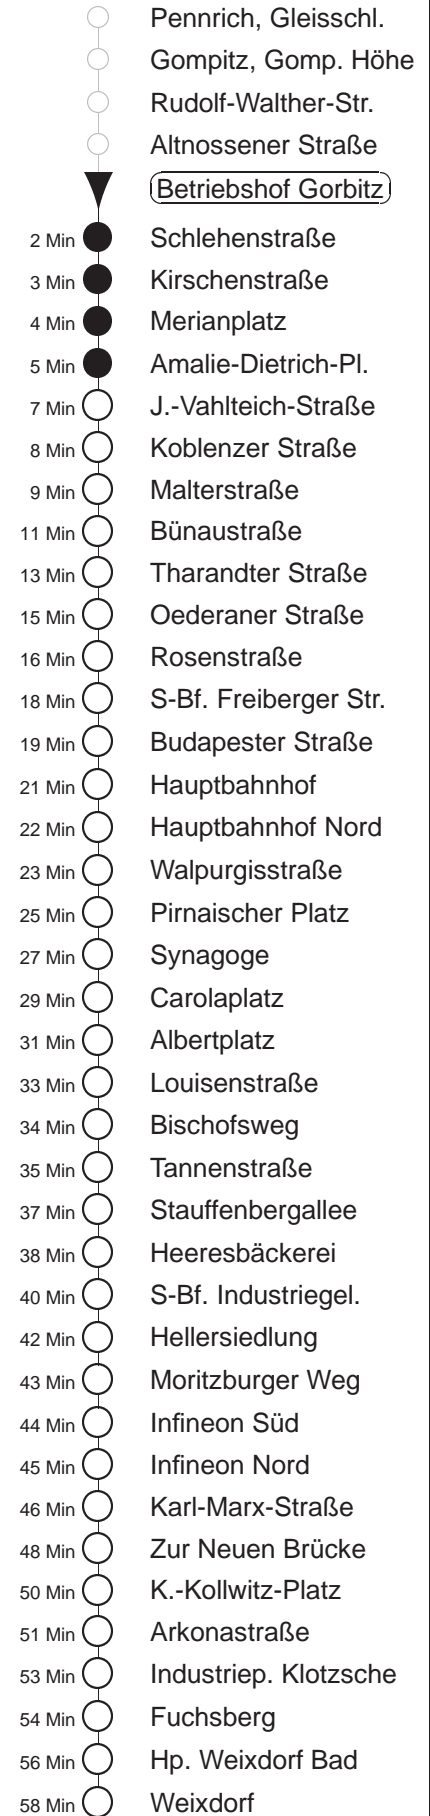 Pennrich, Gleisschl.
Gompitz, Gomp. Höhe
Rudolf-Walther-Str.
Altnossener Straße
Betriebshof Gorbitz
2 Min Schlehenstraße
3 Min Kirschenstraße
4 Min Merianplatz
5 Min Amalie-Dietrich-Pl.
7 Min J.-Vahlteich-Straße
8 Min Koblenzer Straße
9 Min Malterstraße
11 Min Bünaustraße
13 Min Tharandter Straße
15 Min Oederaner Straße
16 Min Rosenstraße
18 Min S-Bf. Freiberger Str.
19 Min Budapester Straße
21 Min Hauptbahnhof
22 Min Hauptbahnhof Nord
23 Min Walpurgisstraße
25 Min Pirnaischer Platz
27 Min Synagoge
29 Min Carolaplatz
31 Min Albertplatz
33 Min Louisenstraße
34 Min Bischofsweg
35 Min Tannenstraße
37 Min Stauffenbergallee
38 Min Heeresbäckerei
40 Min S-Bf. Industriegel.
42 Min Hellersiedlung
43 Min Moritzburger Weg
44 Min Infineon Süd
45 Min Infineon Nord
46 Min Karl-Marx-Straße
48 Min Zur Neuen Brücke
50 Min K.-Kollwitz-Platz
51 Min Arkonastraße
53 Min Industriep. Klotzsche
54 Min Fuchsberg
56 Min Hp. Weixdorf Bad
58 Min Weixdorf